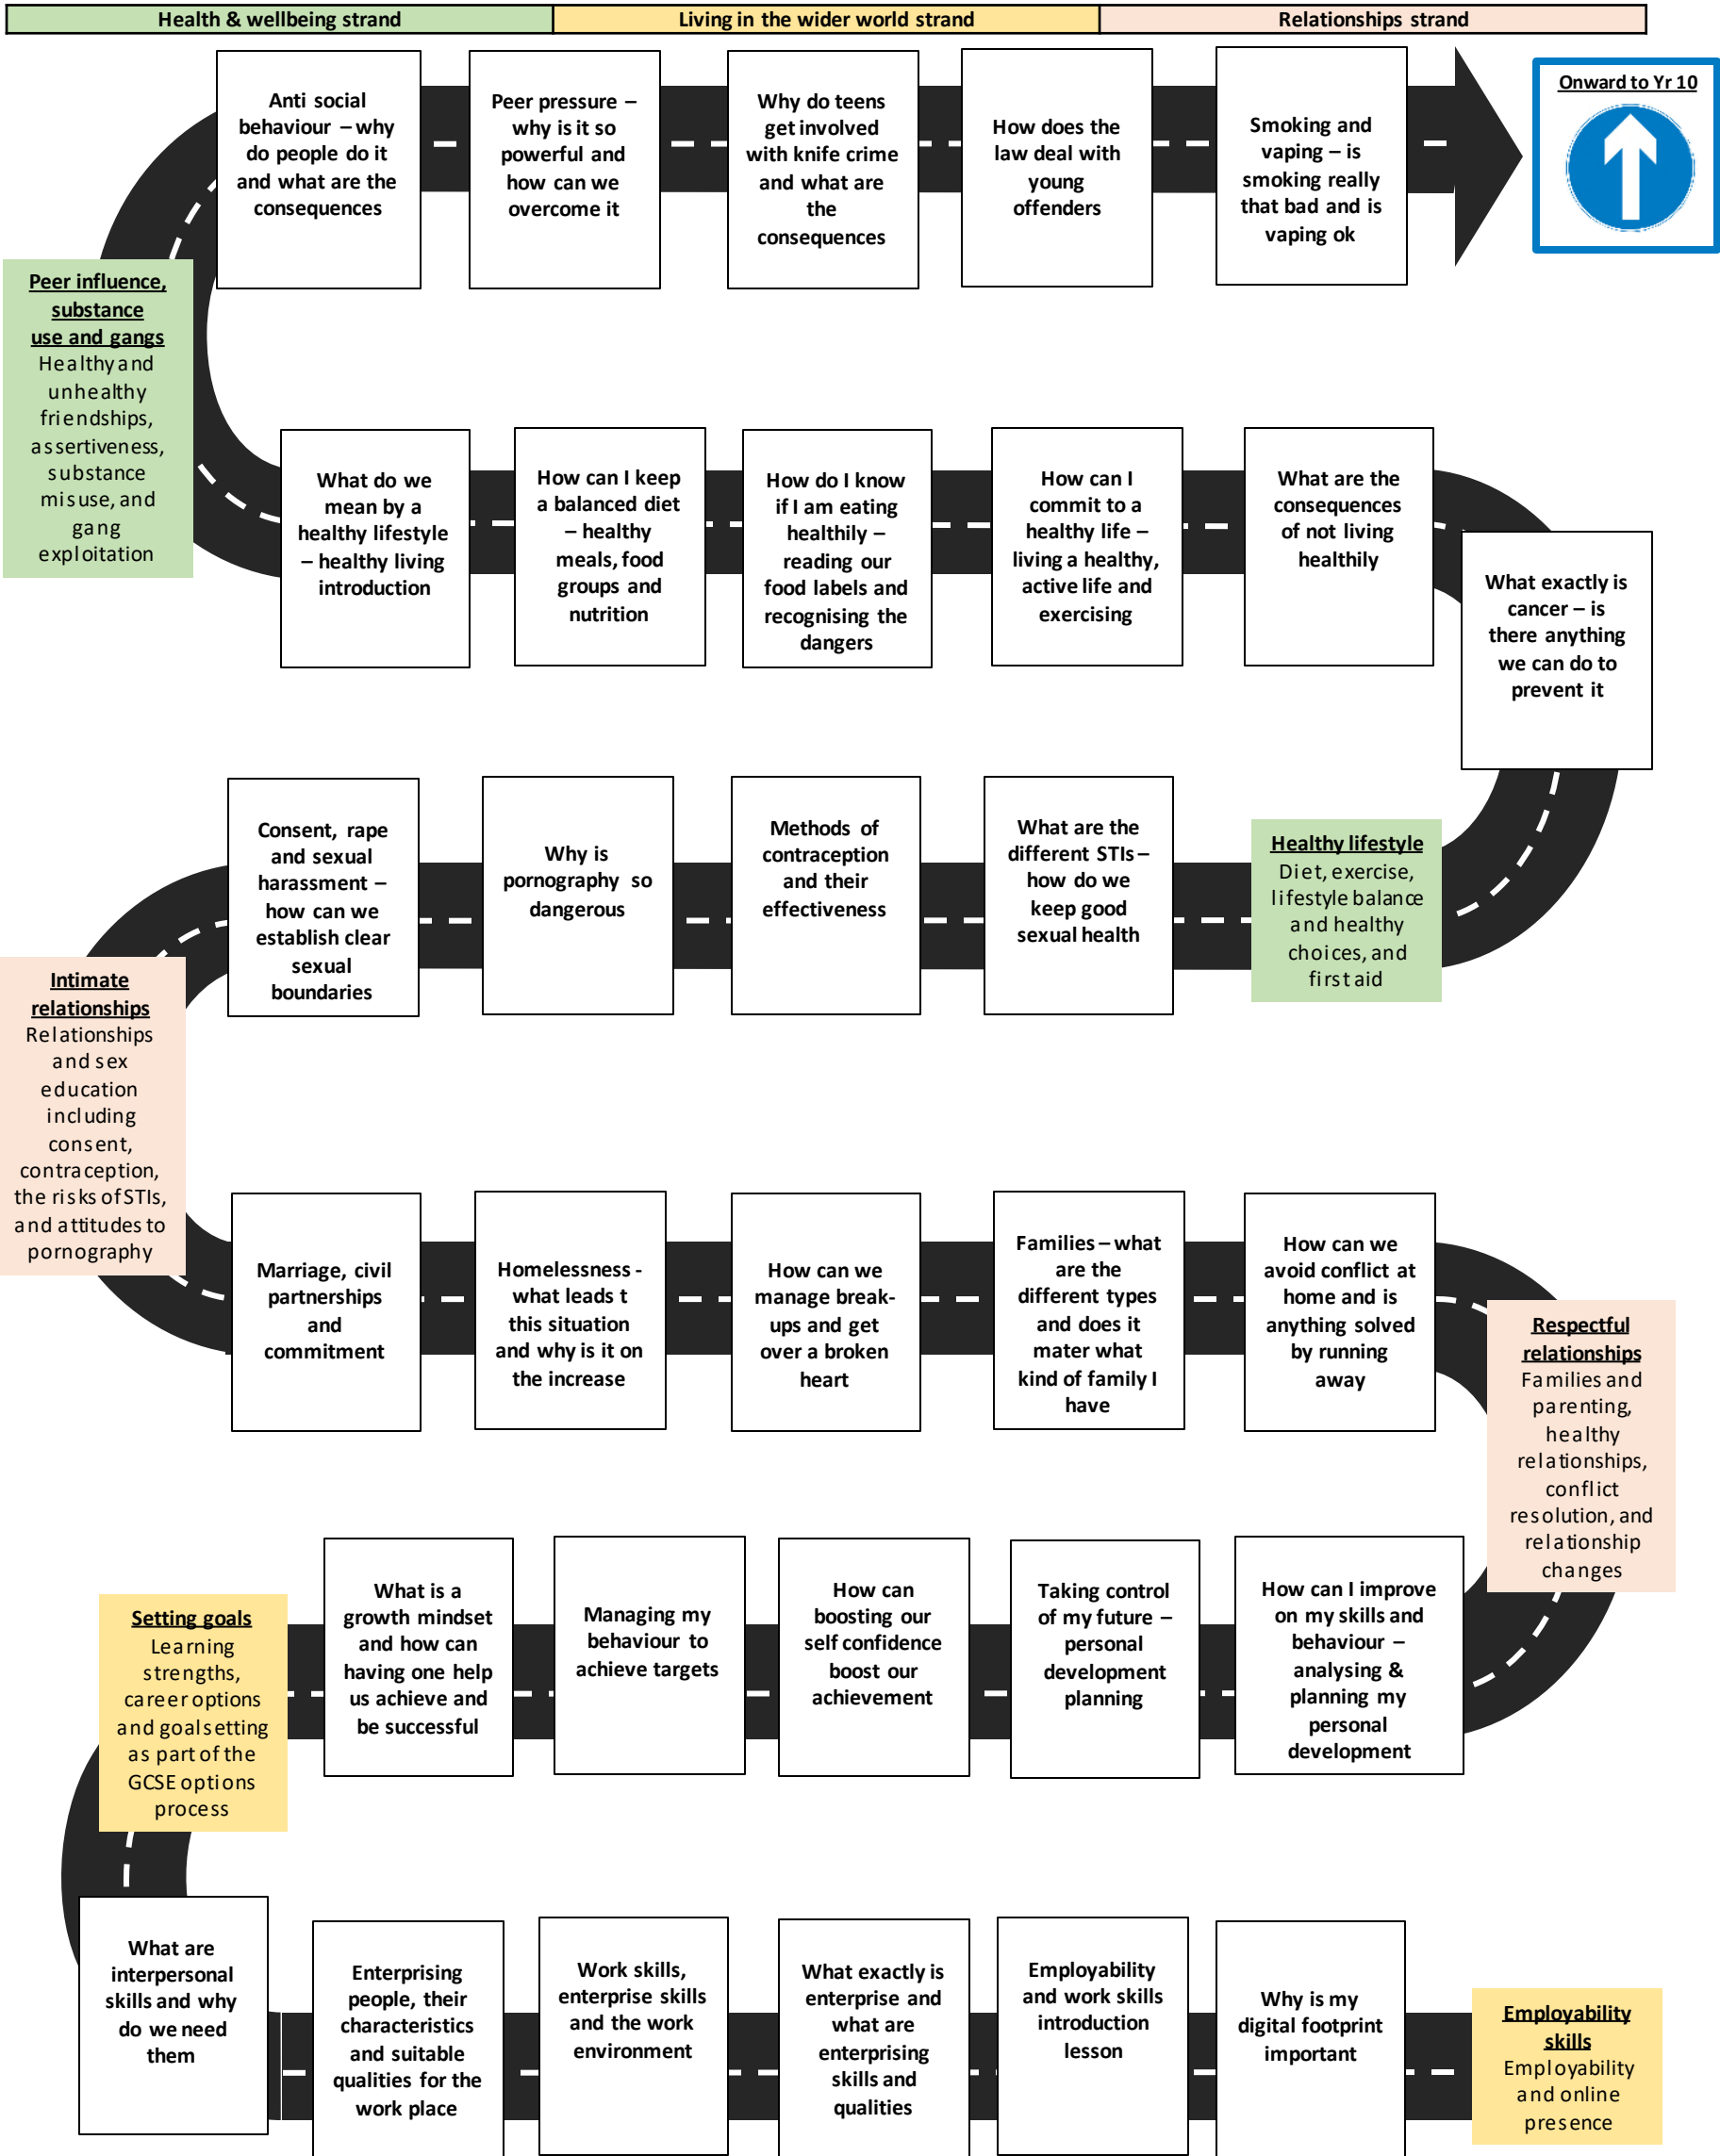 Health & wellbeing strand
Living in the wider world strand
Relationships strand
Anti social
behaviour – why
do people do it
and what are the
consequences
Peer pressure –
why is it so
powerful and
how can we
overcome it
Why do teens
get involved
with knife crime
and what are
the
consequences
How does the
law deal with
young
offenders
Smoking and
vaping – is
smoking really
that bad and is
vaping ok
Onward to Yr 10
Peer influence,
substance
use and gangs
Healthy and
unhealthy
friendships,
assertiveness,
substance
misuse, and
gang
exploitation
What do we
mean by a
healthy lifestyle
– healthy living
introduction
How can I keep
a balanced diet
– healthy
meals, food
groups and
nutrition
How do I know
if I am eating
healthily –
reading our
food labels and
recognising the
dangers
How can I
commit to a
healthy life –
living a healthy,
active life and
exercising
What are the
consequences
of not living
healthily
What exactly is
cancer – is
there anything
we can do to
prevent it
Consent, rape
and sexual
harassment –
how can we
establish clear
sexual
boundaries
Why is
pornography so
dangerous
Methods of
contraception
and their
effectiveness
What are the
different STIs –
how do we
keep good
sexual health
Healthy lifestyle
Diet, exercise,
lifestyle balance
and healthy
choices, and
first aid
Intimate
relationships
Relationships
and sex
education
including
consent,
contraception,
the risks of STIs,
and attitudes to
pornography
Marriage, civil
partnerships
and
commitment
Homelessness -
what leads t
this situation
and why is it on
the increase
How can we
manage break-
ups and get
over a broken
heart
Families – what
are the
different types
and does it
mater what
kind of family I
have
How can we
avoid conflict at
home and is
anything solved
by running
away
Respectful
relationships
Families and
parenting,
healthy
relationships,
conflict
resolution, and
relationship
changes
Setting goals
Learning
strengths,
career options
and goal setting
as part of the
GCSE options
process
What is a
growth mindset
and how can
having one help
us achieve and
be successful
Managing my
behaviour to
achieve targets
How can
boosting our
self confidence
boost our
achievement
Taking control
of my future –
personal
development
planning
How can I improve
on my skills and
behaviour –
analysing &
planning my
personal
development
What are
interpersonal
skills and why
do we need
them
Enterprising
people, their
characteristics
and suitable
qualities for the
work place
Work skills,
enterprise skills
and the work
environment
What exactly is
enterprise and
what are
enterprising
skills and
qualities
Employability
and work skills
introduction
lesson
Why is my
digital footprint
important
Employability
skills
Employability
and online
presence